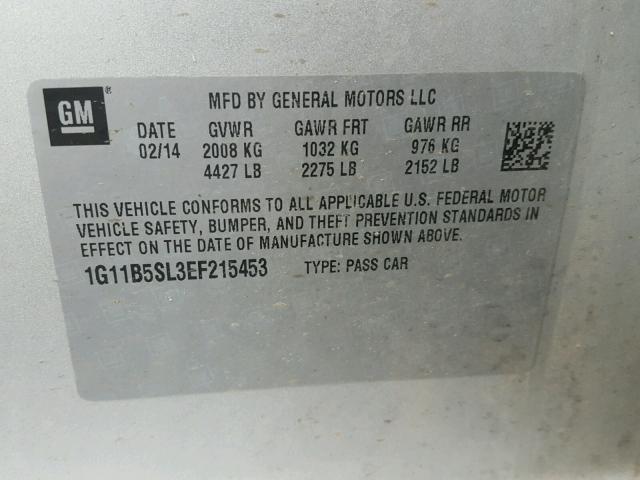 GM ®
MFD BY GENERAL MOTORS LLC
DATE GVWR GAWR FRT GAWR RR
02/14 2008 KG 1032 KG 976 KG
4427 LB 2275 LB 2152 LB
THIS VEHICLE CONFORMS TO ALL APPLICABLE U.S. FEDERAL MOTOR
VEHICLE SAFETY, BUMPER, AND THEFT PREVENTION STANDARDS IN
EFFECT ON THE DATE OF MANUFACTURE SHOWN ABOVE.
1G11B5SL3EF215453 TYPE: PASS CAR